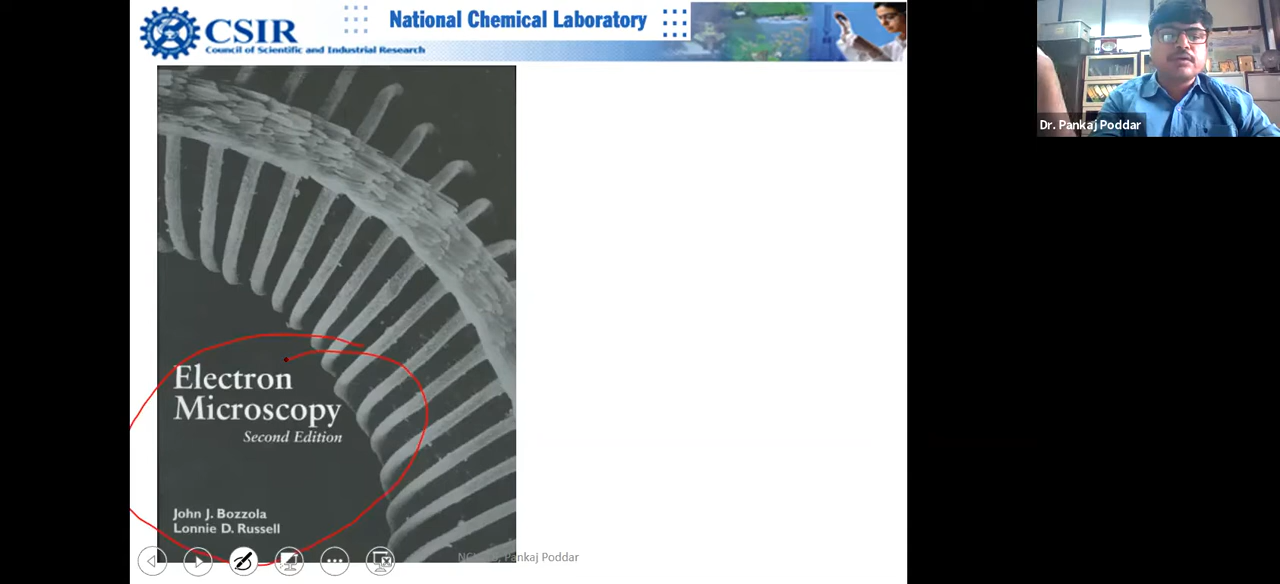 CSIR
Council of Scientific and Industrial Research
National Chemical Laboratory
Dr. Pankaj Poddar
Electron
Microscopy
Second Edition
John J. Bozzola
Lonnie D. Russell
Pankaj Poddar